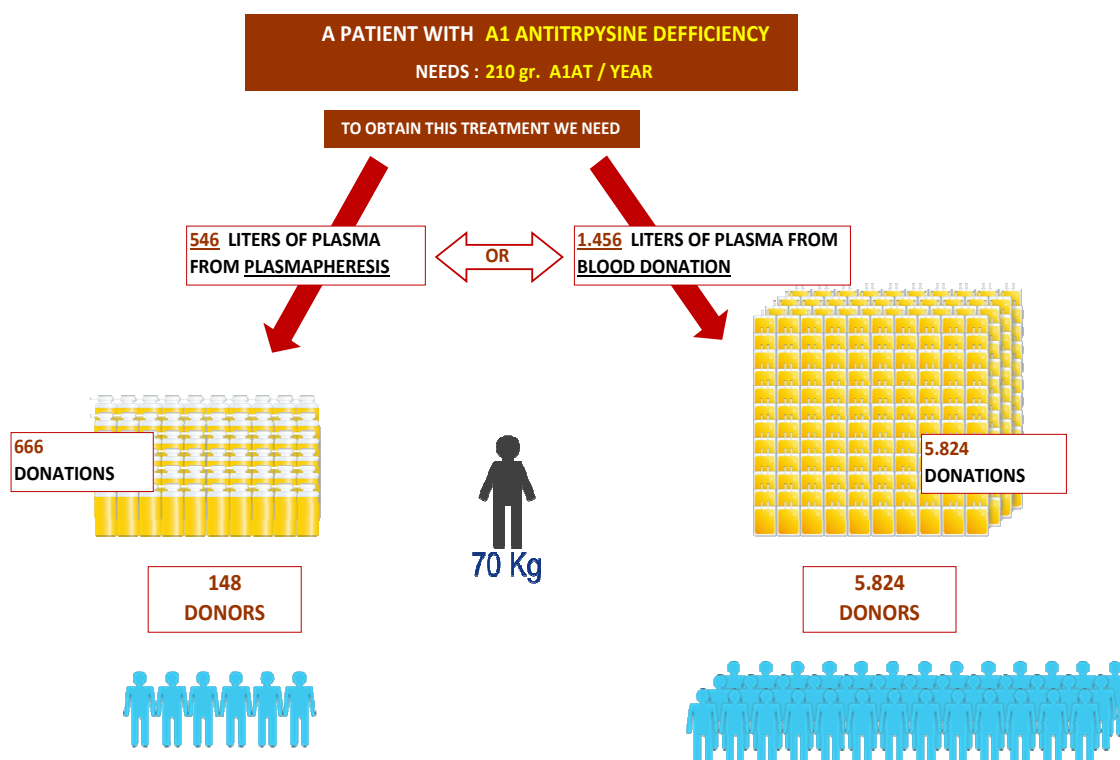 A PATIENT WITH A1 ANTITRPYSINE DEFFICIENCY
NEEDS : 210 gr. A1AT / YEAR
TO OBTAIN THIS TREATMENT WE NEED
546 LITERS OF PLASMA
FROM PLASMAPHERESIS
OR
1.456 LITERS OF PLASMA FROM
BLOOD DONATION
666
DONATIONS
5.824
DONATIONS
70 Kg
148
DONORS
5.824
DONORS